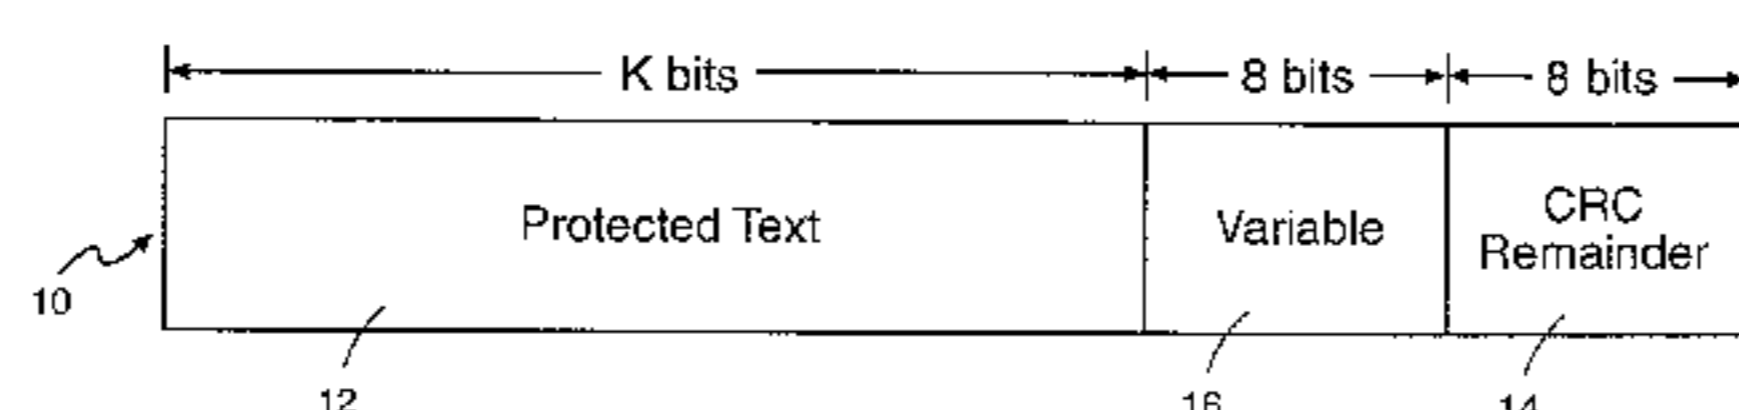 K bits 8 bits 8 bits
Protected Text Variable CRC
Remainder
10
12 16 14